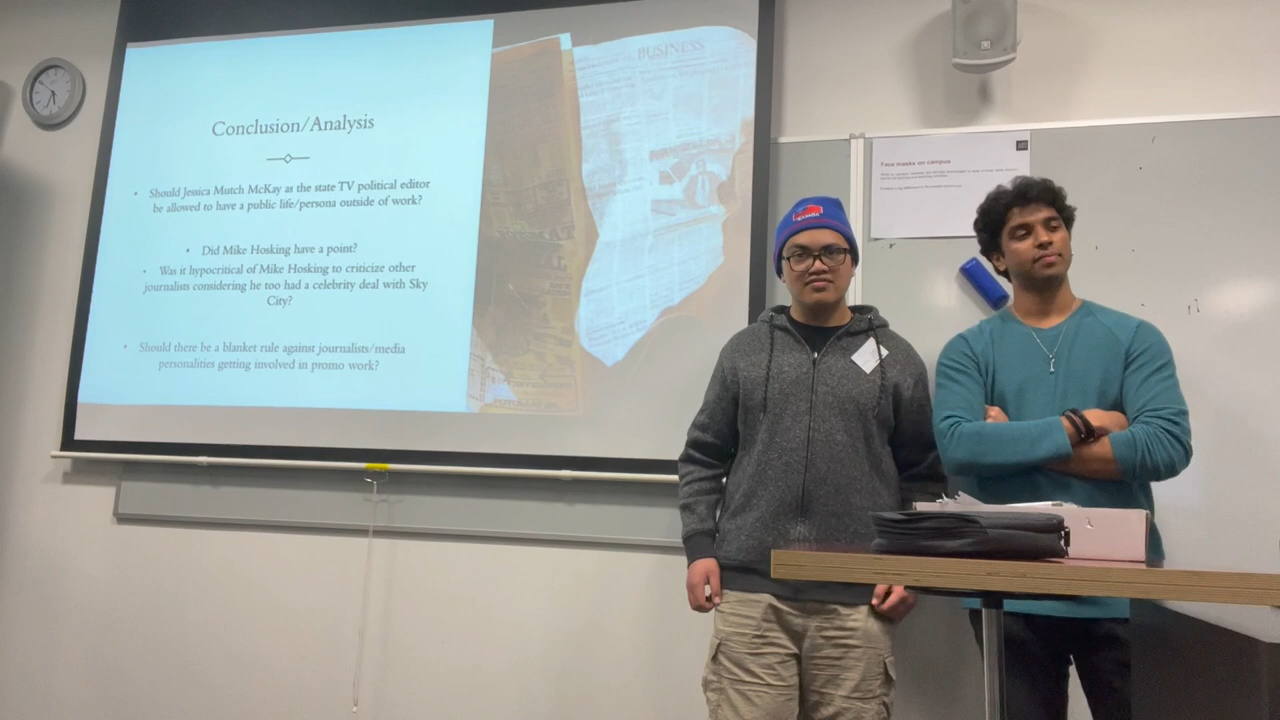 Conclusion/Analysis
• Should Jessica Mutch McKay as the state TV political editor
be allowed to have a public life/persona outside of work?
• Did Mike Hosking have a point?
• Was it hypocritical of Mike Hosking to criticize other
journalists considering he too had a celebrity deal with Sky
City?
• Should there be a blanket rule against journalists/media
personalities getting involved in promo work?
BUSINESS
Face masks on campus